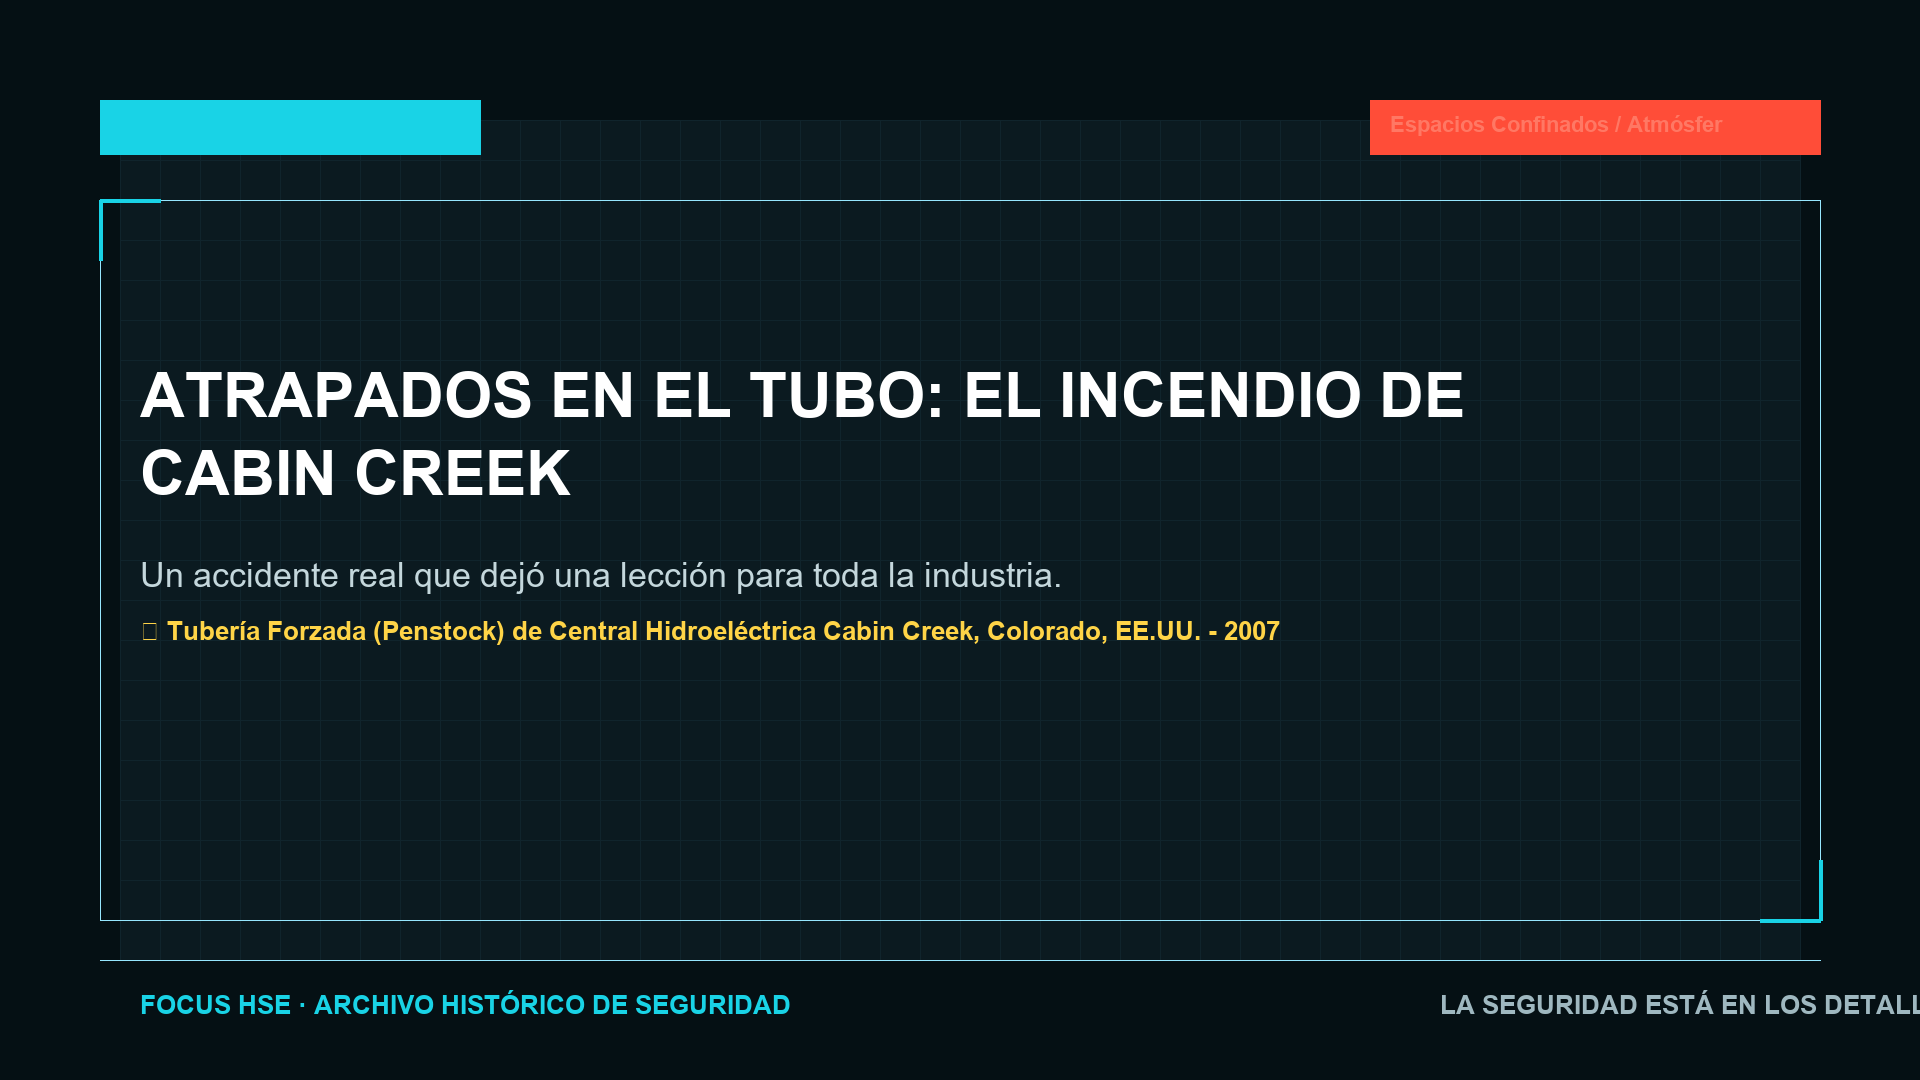 Espacios Confinados / Atmósfer
ATRAPADOS EN EL TUBO: EL INCENDIO DE
CABIN CREEK
Un accidente real que dejó una lección para toda la industria.
Tubería Forzada (Penstock) de Central Hidroeléctrica Cabin Creek, Colorado, EE.UU. - 2007
FOCUS HSE · ARCHIVO HISTÓRICO DE SEGURIDAD
LA SEGURIDAD ESTÁ EN LOS DETALL